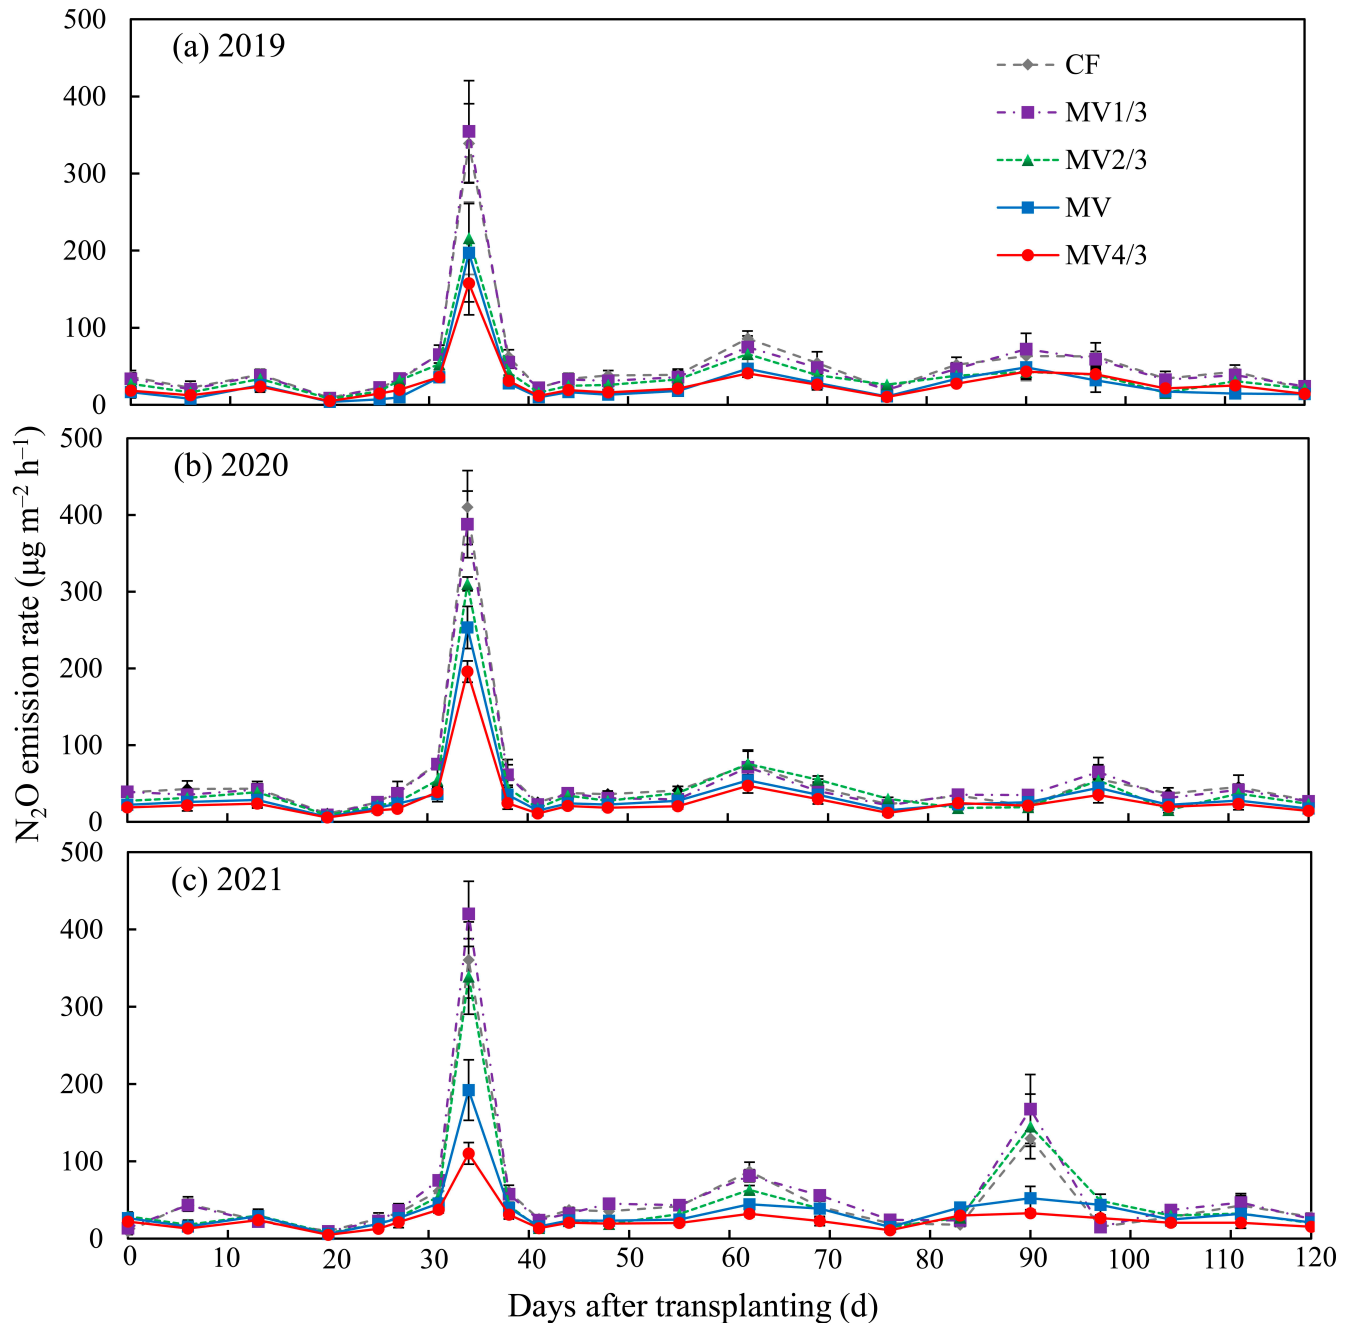 (a) 2019
CF
MV1/3
MV2/3
MV
MV4/3
500
400
300
200
100
0
(b) 2020
500
400
300
200
100
0
(c) 2021
500
400
300
200
100
0
N₂O emission rate (μg m⁻² h⁻¹)
0 10 20 30 40 50 60 70 80 90 100 110 120
Days after transplanting (d)